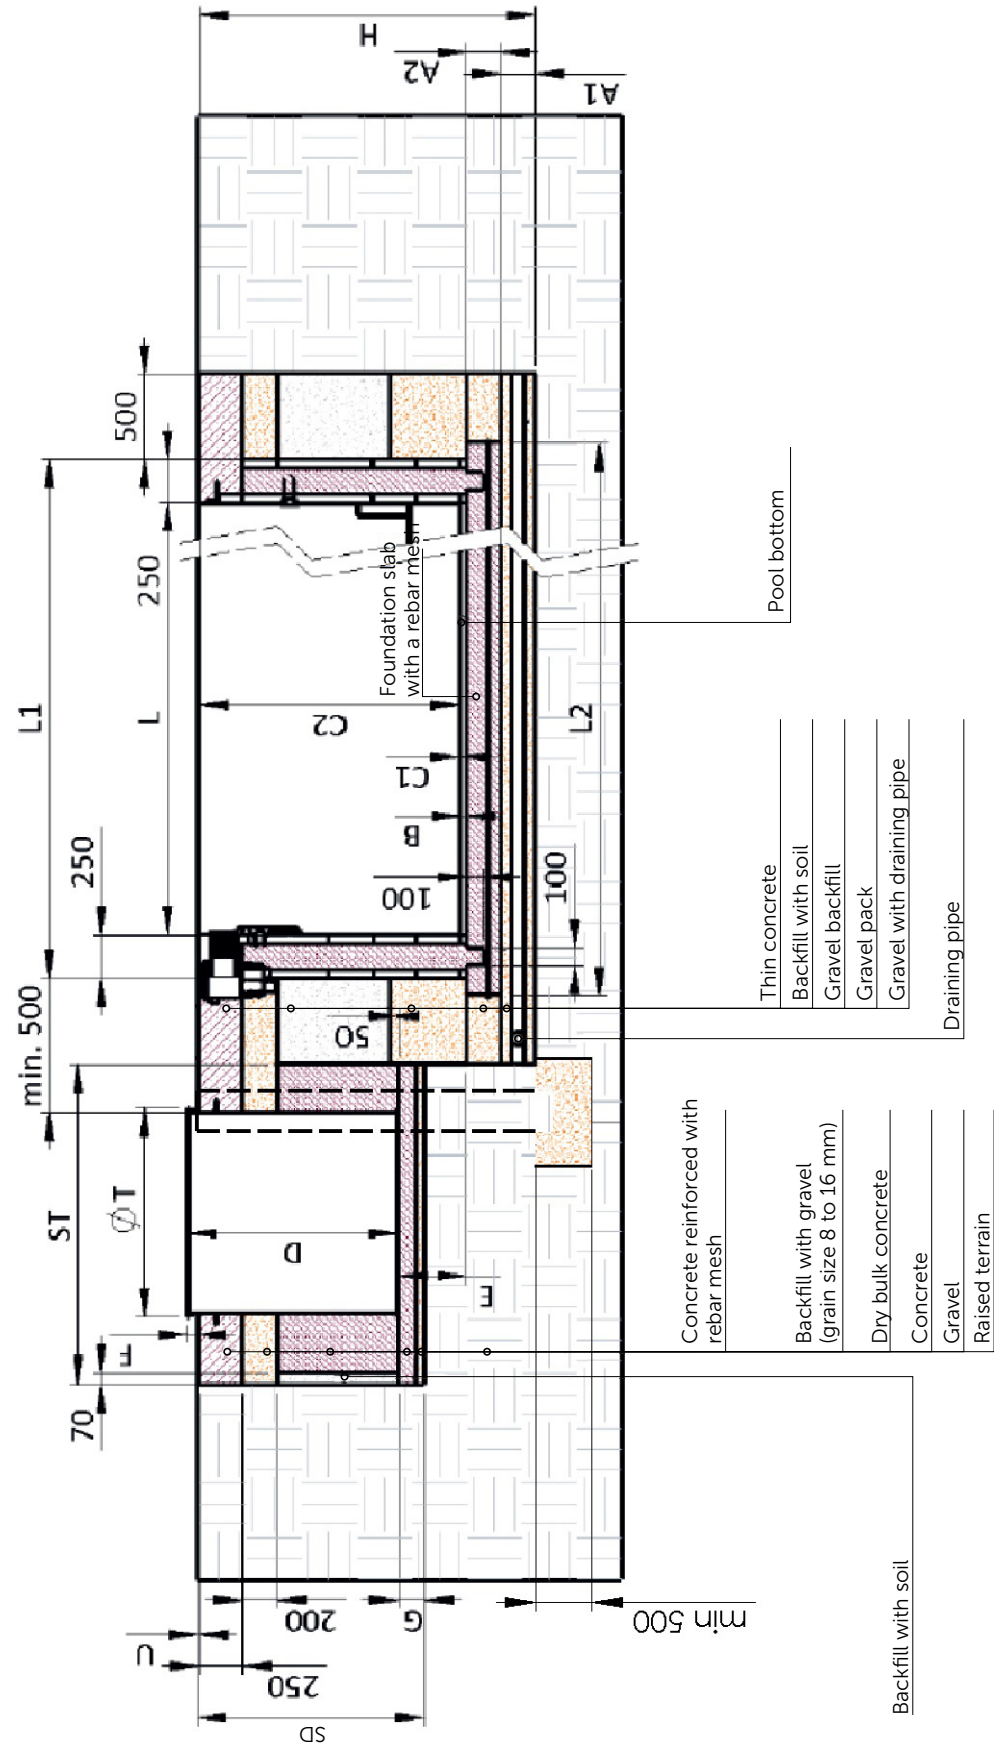 H
A2
A1
500
L1
250
L
250
min. 500
ST
ØT
F
70
Foundation slab
with a rebar mesh
C2
C1
B
100
L2
100
50
D
E
Pool bottom
Thin concrete
Backfill with soil
Gravel backfill
Gravel pack
Gravel with draining pipe
Draining pipe
Concrete reinforced with
rebar mesh
Backfill with gravel
(grain size 8 to 16 mm)
Dry bulk concrete
Concrete
Gravel
Raised terrain
Backfill with soil
U
250
200
G
SD
min 500